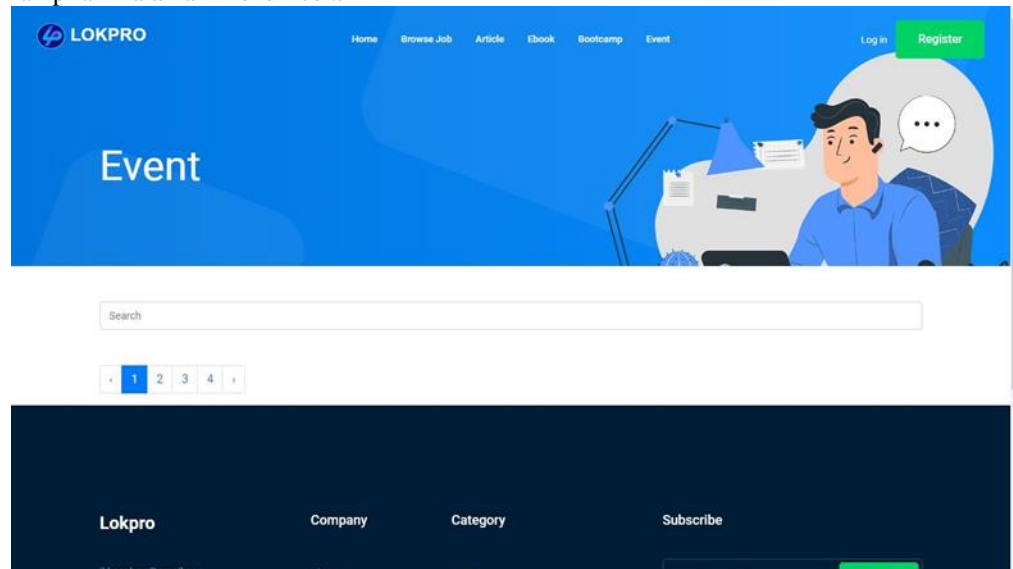 LOKPRO
Home Browse Job Article Ebook Bootcamp Event
Log in Register
Event
Search
‹ 1 2 3 4 ›
Lokpro Company Category Subscribe